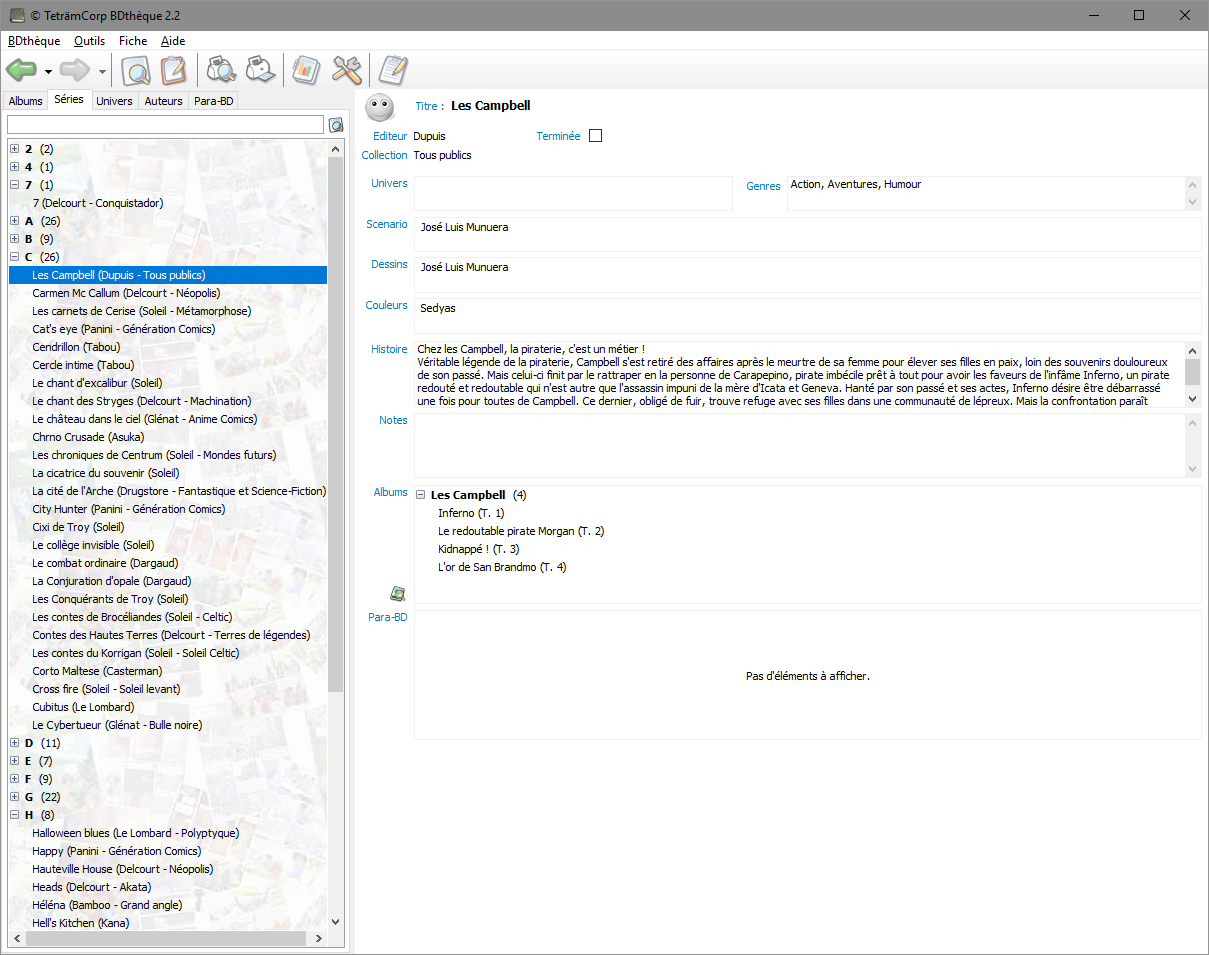 © TeträmCorp BDthèque 2.2
BDthèque Outils Fiche Aide
Albums Séries Univers Auteurs Para-BD
2 (2)
4 (1)
7 (1)
7 (Delcourt - Conquistador)
A (26)
B (9)
C (26)
Les Campbell (Dupuis - Tous publics)
Carmen Mc Callum (Delcourt - Néopolis)
Les carnets de Cerise (Soleil - Métamorphose)
Cat's eye (Panini - Génération Comics)
Cendrillon (Tabou)
Cercle intime (Tabou)
Le chant d'excalibur (Soleil)
Le chant des Stryges (Delcourt - Machination)
Le château dans le ciel (Glénat - Anime Comics)
Chrno Crusade (Asuka)
Les chroniques de Centrum (Soleil - Mondes futurs)
La cicatrice du souvenir (Soleil)
La cité de l'Arche (Drugstore - Fantastique et Science-Fiction)
City Hunter (Panini - Génération Comics)
Cixi de Troy (Soleil)
Le collège invisible (Soleil)
Le combat ordinaire (Dargaud)
La Conjuration d'opale (Dargaud)
Les Conquérants de Troy (Soleil)
Les contes de Brocéliandes (Soleil - Celtic)
Contes des Hautes Terres (Delcourt - Terres de légendes)
Les contes du Korrigan (Soleil - Soleil Celtic)
Corto Maltese (Casterman)
Cross fire (Soleil - Soleil levant)
Cubitus (Le Lombard)
Le Cybertueur (Glénat - Bulle noire)
D (11)
E (7)
F (9)
G (22)
H (8)
Halloween blues (Le Lombard - Polyptyque)
Happy (Panini - Génération Comics)
Hauteville House (Delcourt - Néopolis)
Heads (Delcourt - Akata)
Héléna (Bamboo - Grand angle)
Hell's Kitchen (Kana)
Titre : Les Campbell
Editeur Dupuis Terminée
Collection Tous publics
Univers
Genres Action, Aventures, Humour
Scenario José Luis Munuera
Dessins José Luis Munuera
Couleurs Sedyas
Histoire Chez les Campbell, la piraterie, c'est un métier !
Véritable légende de la piraterie, Campbell s'est retiré des affaires après le meurtre de sa femme pour élever ses filles en paix, loin des souvenirs douloureux
de son passé. Mais celui-ci finit par le rattraper en la personne de Carapepino, pirate imbécile prêt à tout pour avoir les faveurs de l'infâme Inferno, un pirate
redouté et redoutable qui n'est autre que l'assassin impuni de la mère d'Icata et Geneva. Hanté par son passé et ses actes, Inferno désire être débarrassé
une fois pour toutes de Campbell. Ce dernier, obligé de fuir, trouve refuge avec ses filles dans une communauté de lépreux. Mais la confrontation paraît
Notes
Albums Les Campbell (4)
Inferno (T. 1)
Le redoutable pirate Morgan (T. 2)
Kidnappé ! (T. 3)
L'or de San Brandmo (T. 4)
Para-BD
Pas d'éléments à afficher.